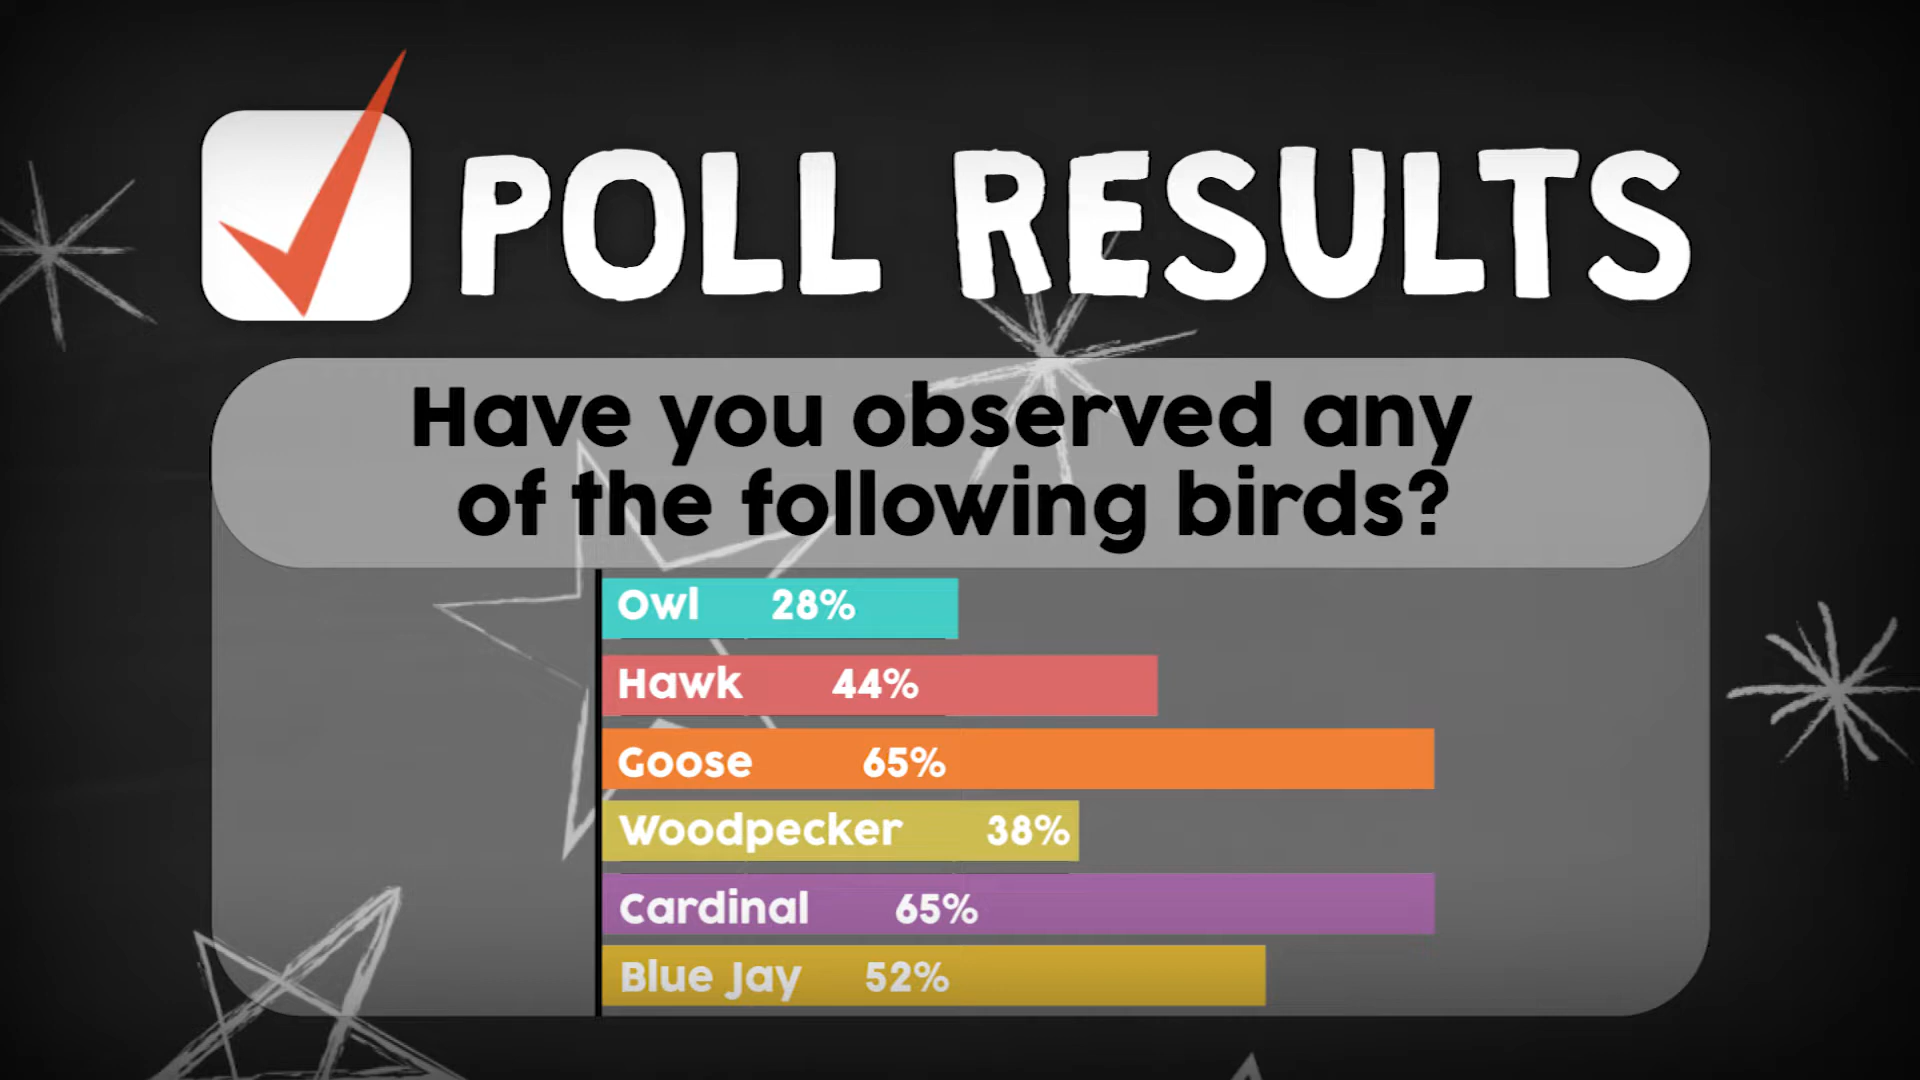 POLL RESULTS
Have you observed any
of the following birds?
Owl 28%
Hawk 44%
Goose 65%
Woodpecker 38%
Cardinal 65%
Blue Jay 52%